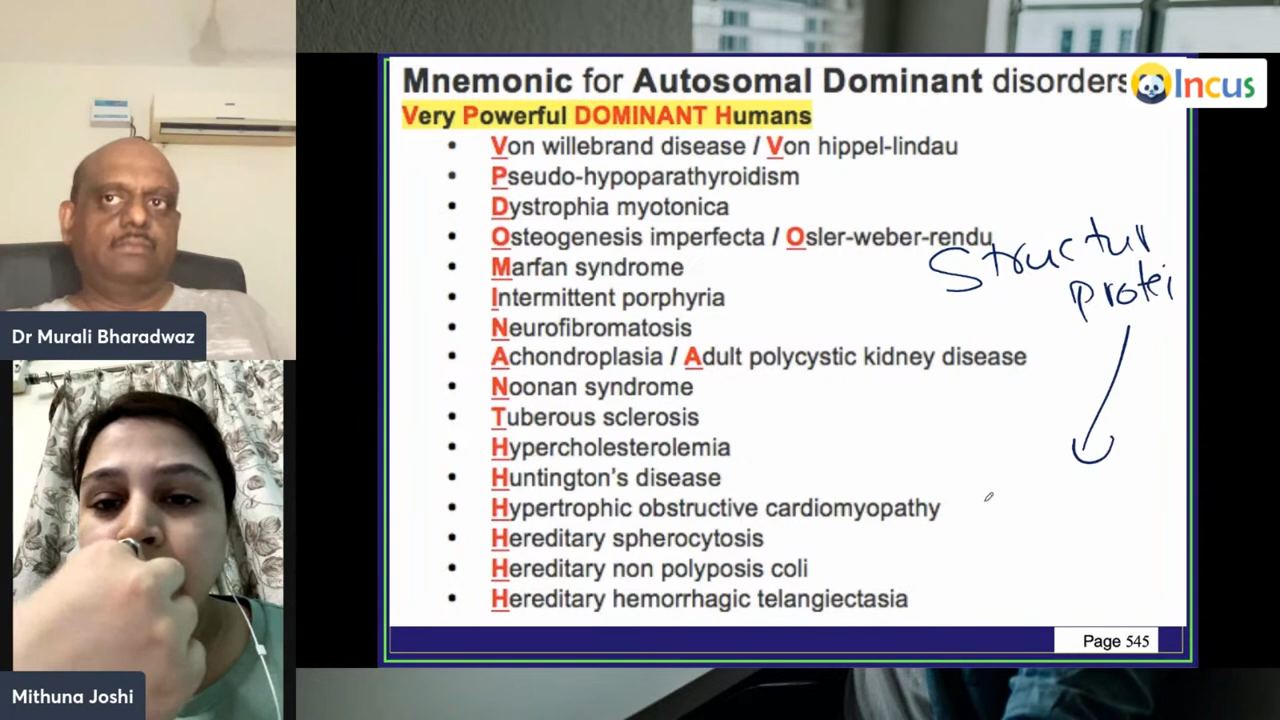 Mnemonic for Autosomal Dominant disorders
Incus
Very Powerful DOMINANT Humans
• Von willebrand disease / Von hippel-lindau
• Pseudo-hypoparathyroidism
• Dystrophia myotonica
• Osteogenesis imperfecta / Osler-weber-rendu
• Marfan syndrome
• Intermittent porphyria
• Neurofibromatosis
• Achondroplasia / Adult polycystic kidney disease
• Noonan syndrome
• Tuberous sclerosis
• Hypercholesterolemia
• Huntington's disease
• Hypertrophic obstructive cardiomyopathy
• Hereditary spherocytosis
• Hereditary non polyposis coli
• Hereditary hemorrhagic telangiectasia
Structur
protei
Page 545
Dr Murali Bharadwaz
Mithuna Joshi